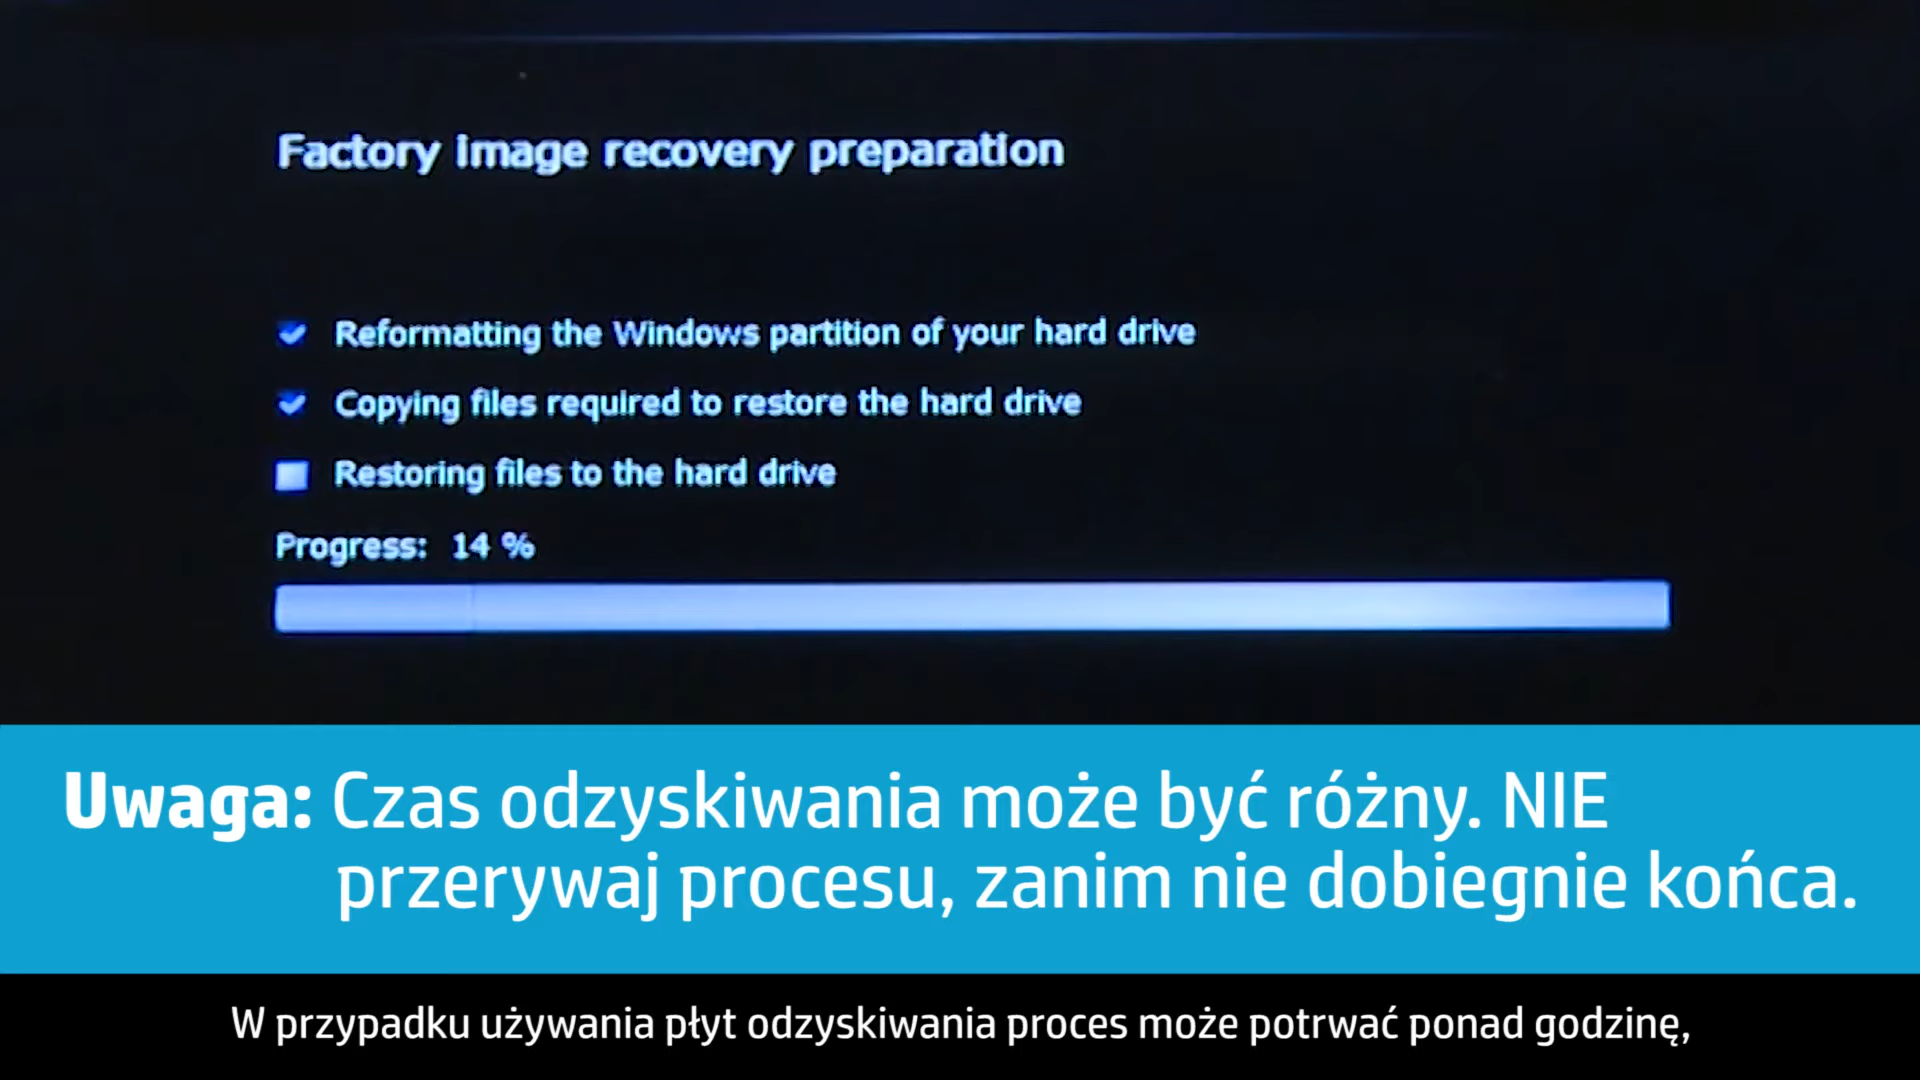 Factory image recovery preparation
Reformatting the Windows partition of your hard drive
Copying files required to restore the hard drive
Restoring files to the hard drive
Progress: 14 %
Uwaga: Czas odzyskiwania może być różny. NIE
przerywaj procesu, zanim nie dobiegnie końca.
W przypadku używania płyt odzyskiwania proces może potrwać ponad godzinę,